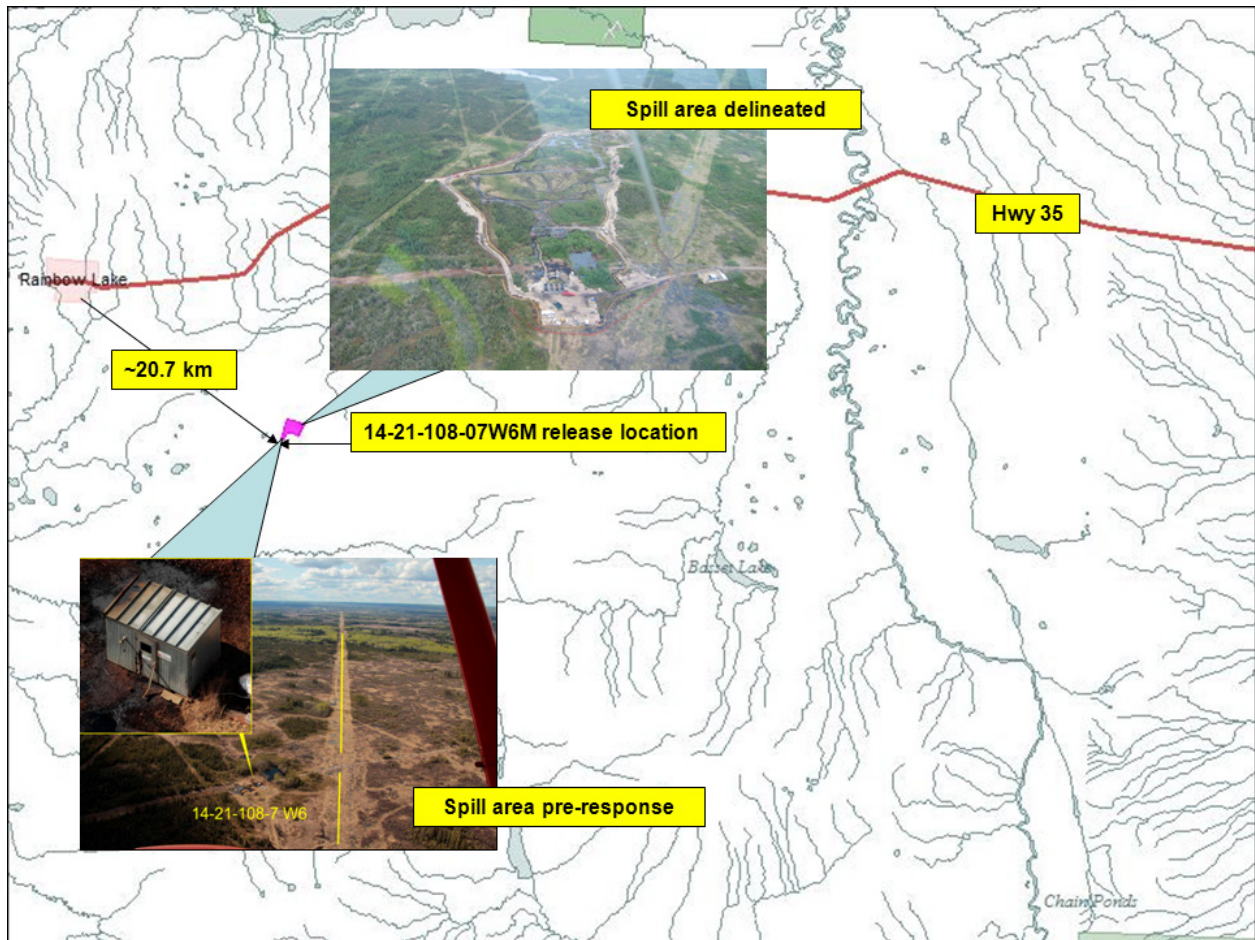 Spill area delineated
Hwy 35
Rainbow Lake
~20.7 km
14-21-108-07W6M release location
Basset Lake
14-21-108-7 W6
Spill area pre-response
Chain Ponds